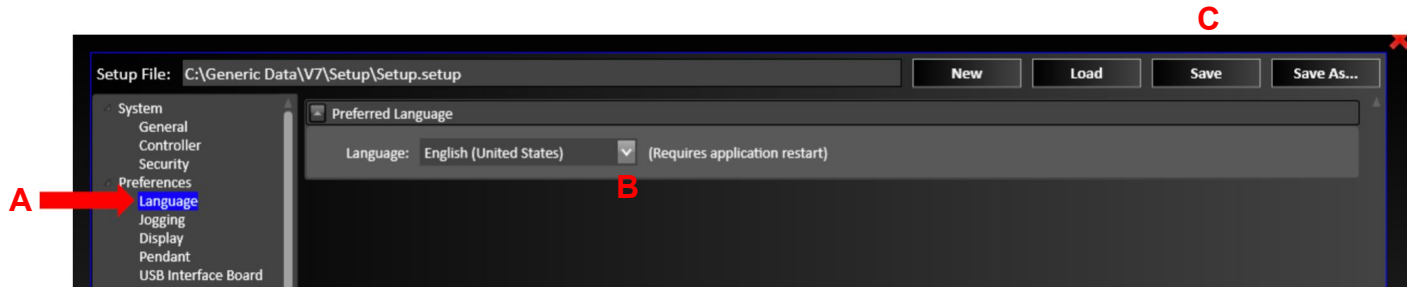 C
Setup File: C:\Generic Data\V7\Setup\Setup.setup New Load Save Save As...
System
General
Controller
Security
Preferences
Language
Jogging
Display
Pendant
USB Interface Board
Preferred Language
Language: English (United States) (Requires application restart)
A
B